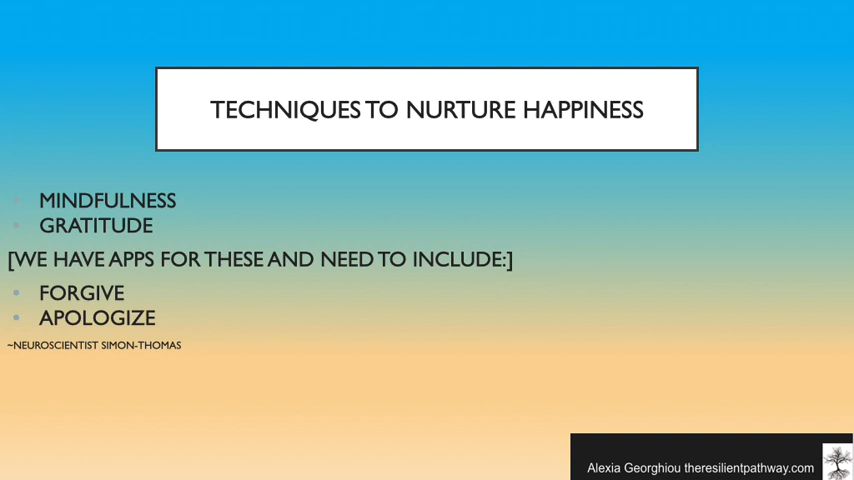 TECHNIQUES TO NURTURE HAPPINESS
• MINDFULNESS
• GRATITUDE
[WE HAVE APPS FOR THESE AND NEED TO INCLUDE:]
• FORGIVE
• APOLOGIZE
~NEUROSCIENTIST SIMON-THOMAS
Alexia Georghiou theresilientpathway.com